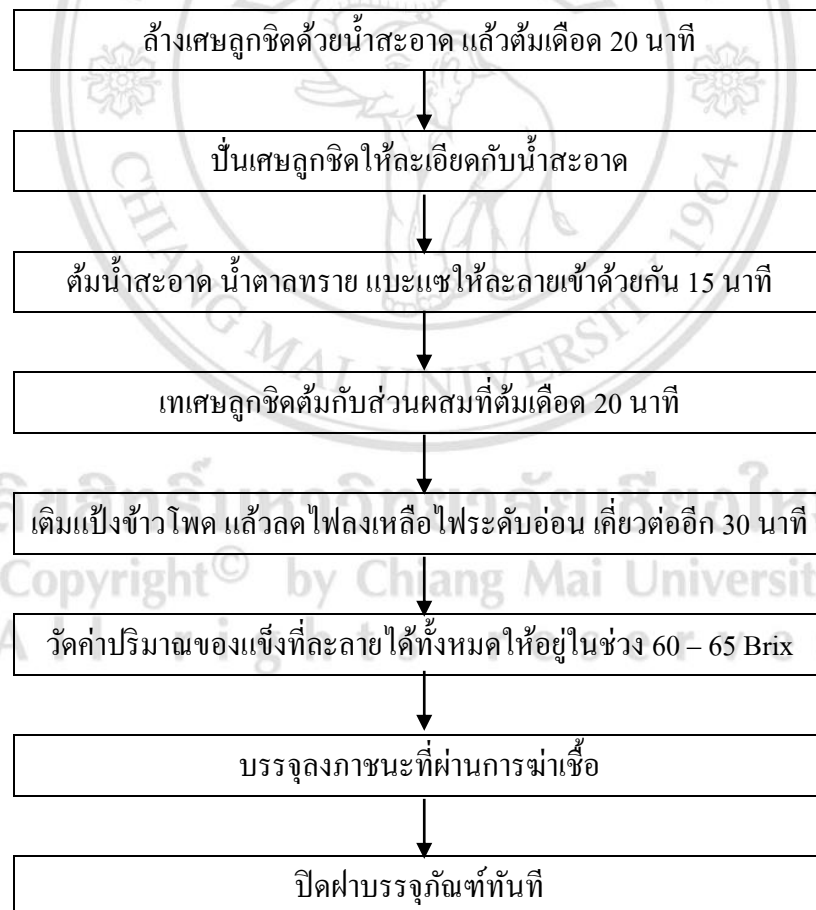 ล้างเศษลูกชิดด้วยน้ำสะอาด แล้วต้มเดือด 20 นาที
ปั่นเศษลูกชิดให้ละเอียดกับน้ำสะอาด
ต้มน้ำสะอาด น้ำตาลทราย แบะแซให้ละลายเข้าด้วยกัน 15 นาที
CHIANG MAI UNIVERSITY 1964
เทเศษลูกชิดต้มกับส่วนผสมที่ต้มเดือด 20 นาที
เติมแป้งข้าวโพด แล้วลดไฟลงเหลือไฟระดับอ่อน เคี่ยวต่ออีก 30 นาที
Copyright© by Chiang Mai Universit
วัดค่าปริมาณของแข็งที่ละลายได้ทั้งหมดให้อยู่ในช่วง 60 – 65 Brix
บรรจุลงภาชนะที่ผ่านการฆ่าเชื้อ
ปิดฝาบรรจุภัณฑ์ทันที